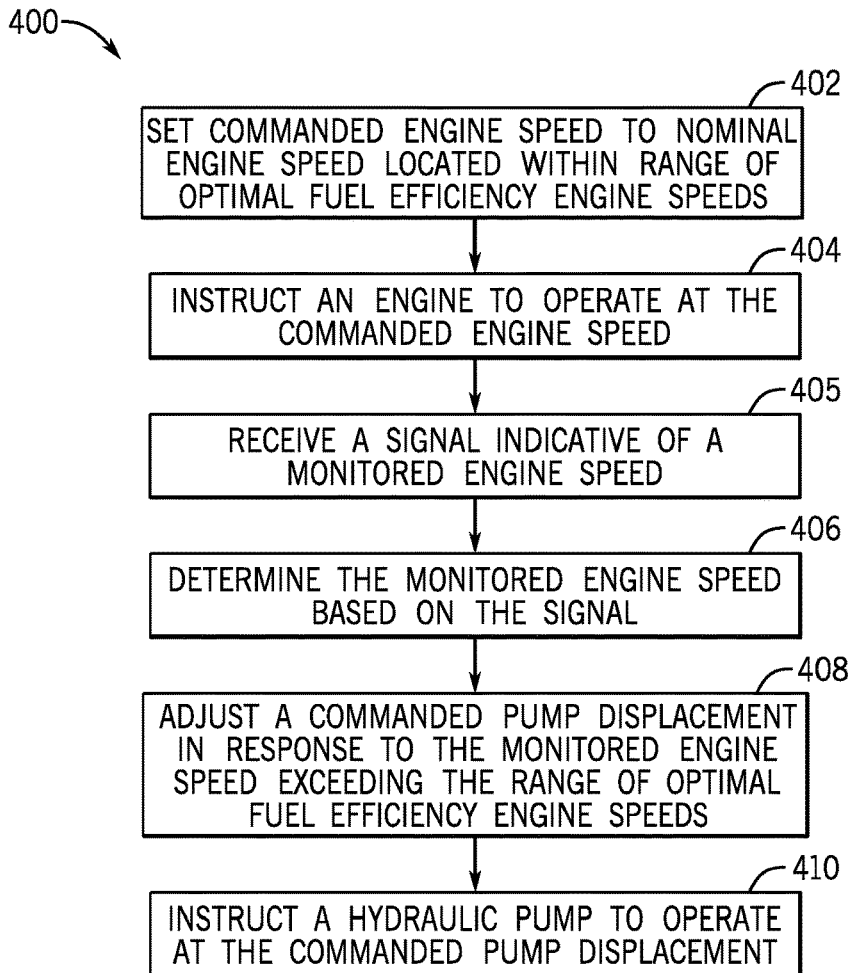 400
402
SET COMMANDED ENGINE SPEED TO NOMINAL
ENGINE SPEED LOCATED WITHIN RANGE OF
OPTIMAL FUEL EFFICIENCY ENGINE SPEEDS
404
INSTRUCT AN ENGINE TO OPERATE AT THE
COMMANDED ENGINE SPEED
405
RECEIVE A SIGNAL INDICATIVE OF A
MONITORED ENGINE SPEED
406
DETERMINE THE MONITORED ENGINE SPEED
BASED ON THE SIGNAL
408
ADJUST A COMMANDED PUMP DISPLACEMENT
IN RESPONSE TO THE MONITORED ENGINE
SPEED EXCEEDING THE RANGE OF OPTIMAL
FUEL EFFICIENCY ENGINE SPEEDS
410
INSTRUCT A HYDRAULIC PUMP TO OPERATE
AT THE COMMANDED PUMP DISPLACEMENT